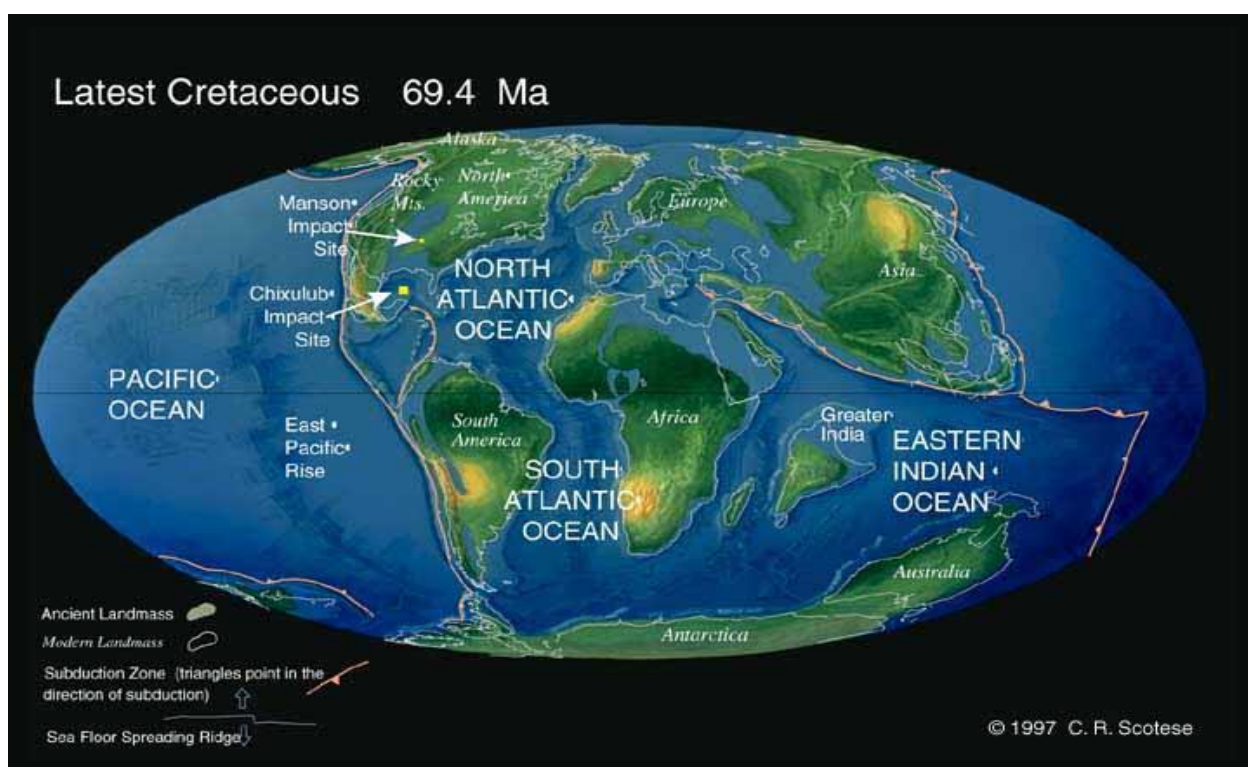 Latest Cretaceous 69.4 Ma
Alaska
Rocky
Mts.
North
America
Manson
Impact
Site
Chixulub
Impact
Site
NORTH
ATLANTIC
OCEAN
Europe
Asia
PACIFIC
OCEAN
East
Pacific
Rise
South
America
Africa
SOUTH
ATLANTIC
OCEAN
Greater
India
EASTERN
INDIAN
OCEAN
Australia
Antarctica
Ancient Landmass
Modern Landmass
Subduction Zone (triangles point in the
direction of subduction)
Sea Floor Spreading Ridge
© 1997 C. R. Scotese